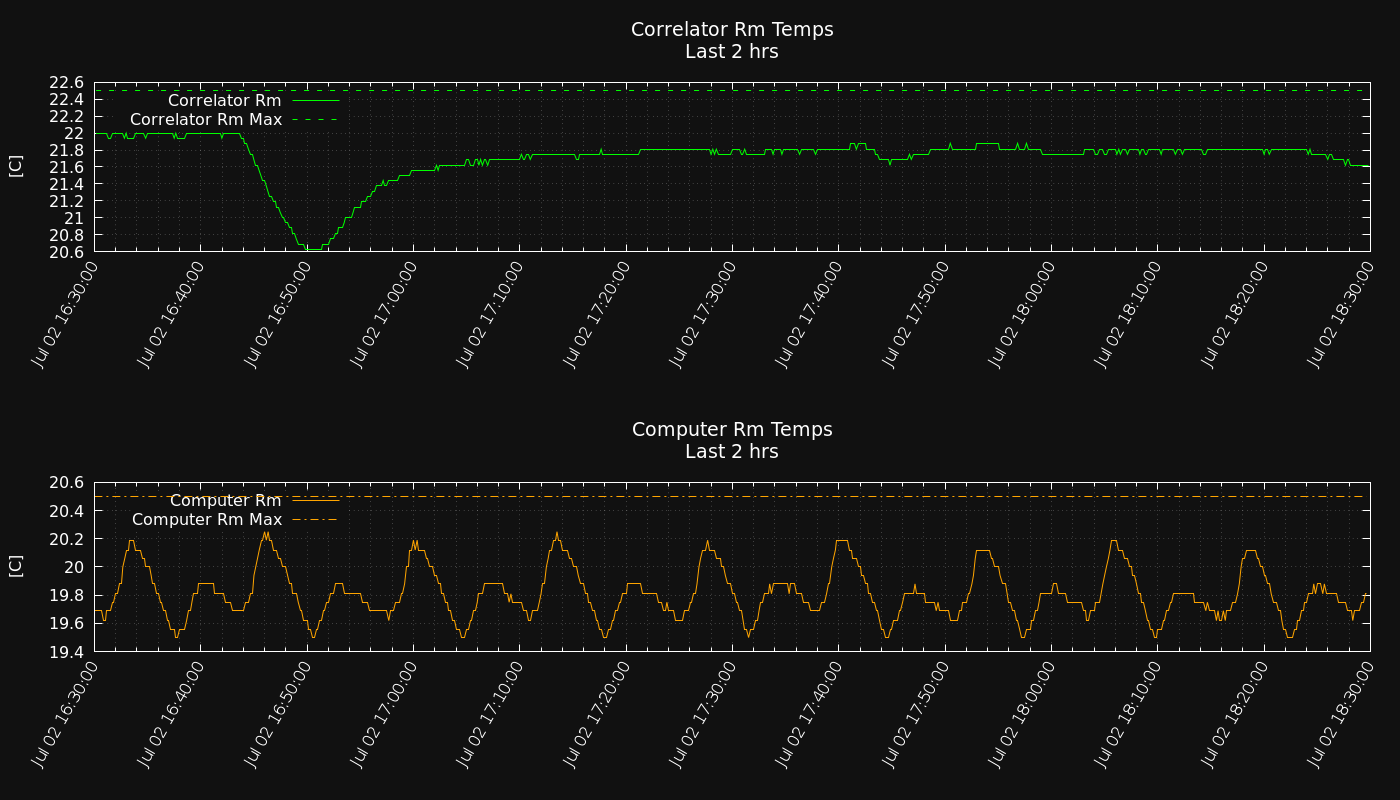 Correlator Rm Temps
Last 2 hrs
22.6
22.4
22.2
22
21.8
21.6
21.4
21.2
21
20.8
20.6
[C]
Correlator Rm
Correlator Rm Max
Jul 02 16:30:00
Jul 02 16:40:00
Jul 02 16:50:00
Jul 02 17:00:00
Jul 02 17:10:00
Jul 02 17:20:00
Jul 02 17:30:00
Jul 02 17:40:00
Jul 02 17:50:00
Jul 02 18:00:00
Jul 02 18:10:00
Jul 02 18:20:00
Jul 02 18:30:00
Computer Rm Temps
Last 2 hrs
20.6
20.4
20.2
20
19.8
19.6
19.4
[C]
Computer Rm
Computer Rm Max
Jul 02 16:30:00
Jul 02 16:40:00
Jul 02 16:50:00
Jul 02 17:00:00
Jul 02 17:10:00
Jul 02 17:20:00
Jul 02 17:30:00
Jul 02 17:40:00
Jul 02 17:50:00
Jul 02 18:00:00
Jul 02 18:10:00
Jul 02 18:20:00
Jul 02 18:30:00